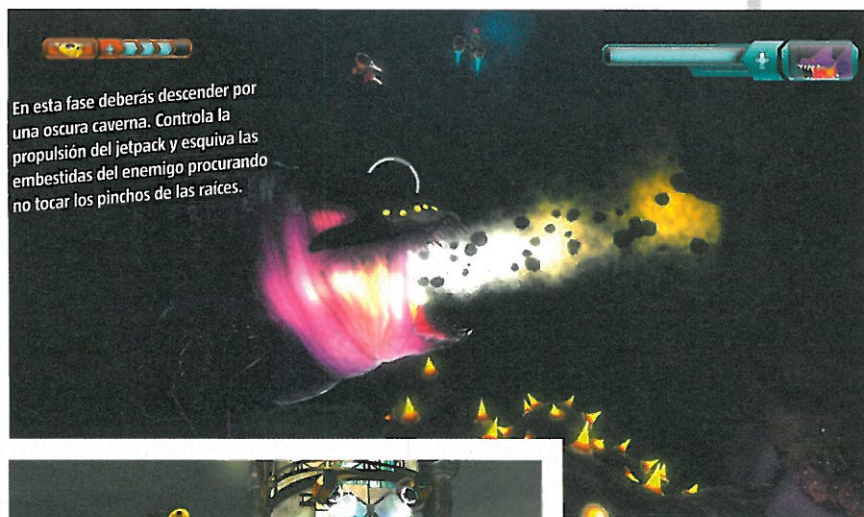 En esta fase deberás descender por
una oscura caverna. Controla la
propulsión del jetpack y esquiva las
embestidas del enemigo procurando
no tocar los pinchos de las raíces.